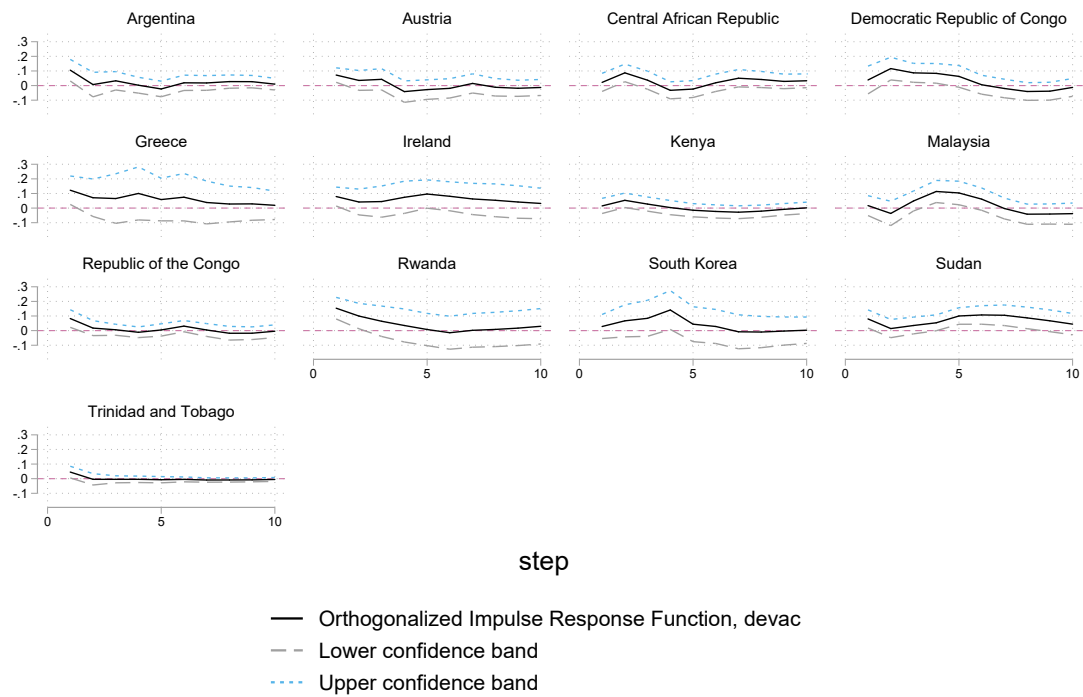 Argentina Austria Central African Republic Democratic Republic of Congo
.3
.2
.1
0
-.1
Greece Ireland Kenya Malaysia
.3
.2
.1
0
-.1
Republic of the Congo Rwanda South Korea Sudan
.3
.2
.1
0
-.1
0 5 10 0 5 10 0 5 10
Trinidad and Tobago
.3
.2
.1
0
-.1
0 5 10
step
Orthogonalized Impulse Response Function, devac
Lower confidence band
Upper confidence band